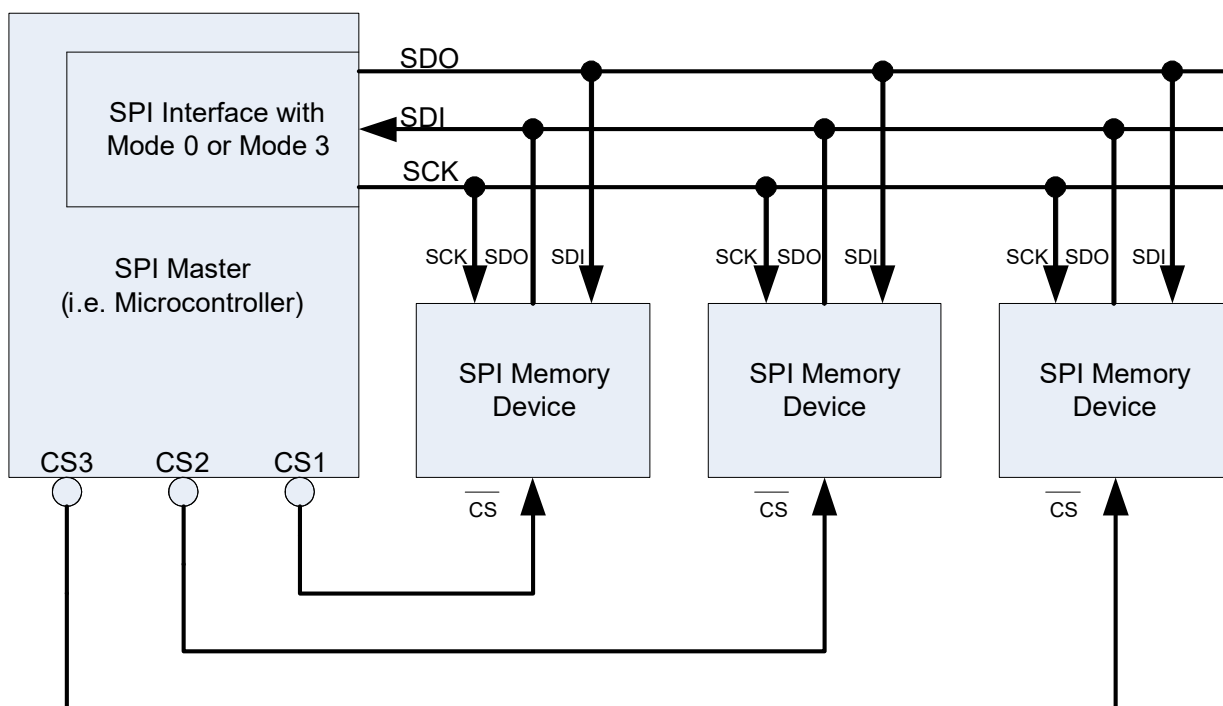 SDO
SPI Interface with
Mode 0 or Mode 3
SDI
SCK
SPI Master
(i.e. Microcontroller)
SCK SDO SDI
SCK SDO SDI
SCK SDO SDI
SPI Memory
Device
SPI Memory
Device
SPI Memory
Device
CS3 CS2 CS1
CS
CS
CS